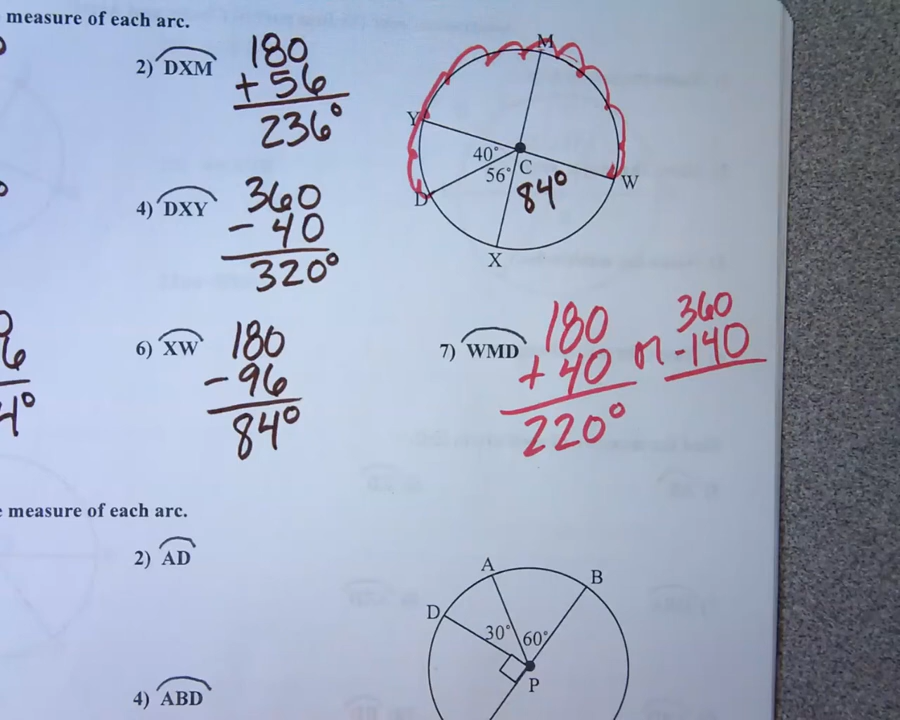 measure of each arc.
2) DXM
180
+ 56
236°
4) DXY
360
- 40
320°
6) XW
180
- 96
84°
M
Y
40°
C
56°
84°
W
D
X
7) WMD
180
+ 40
220°
or
360
-140
measure of each arc.
2) AD
4) ABD
A
B
D
30°
60°
P